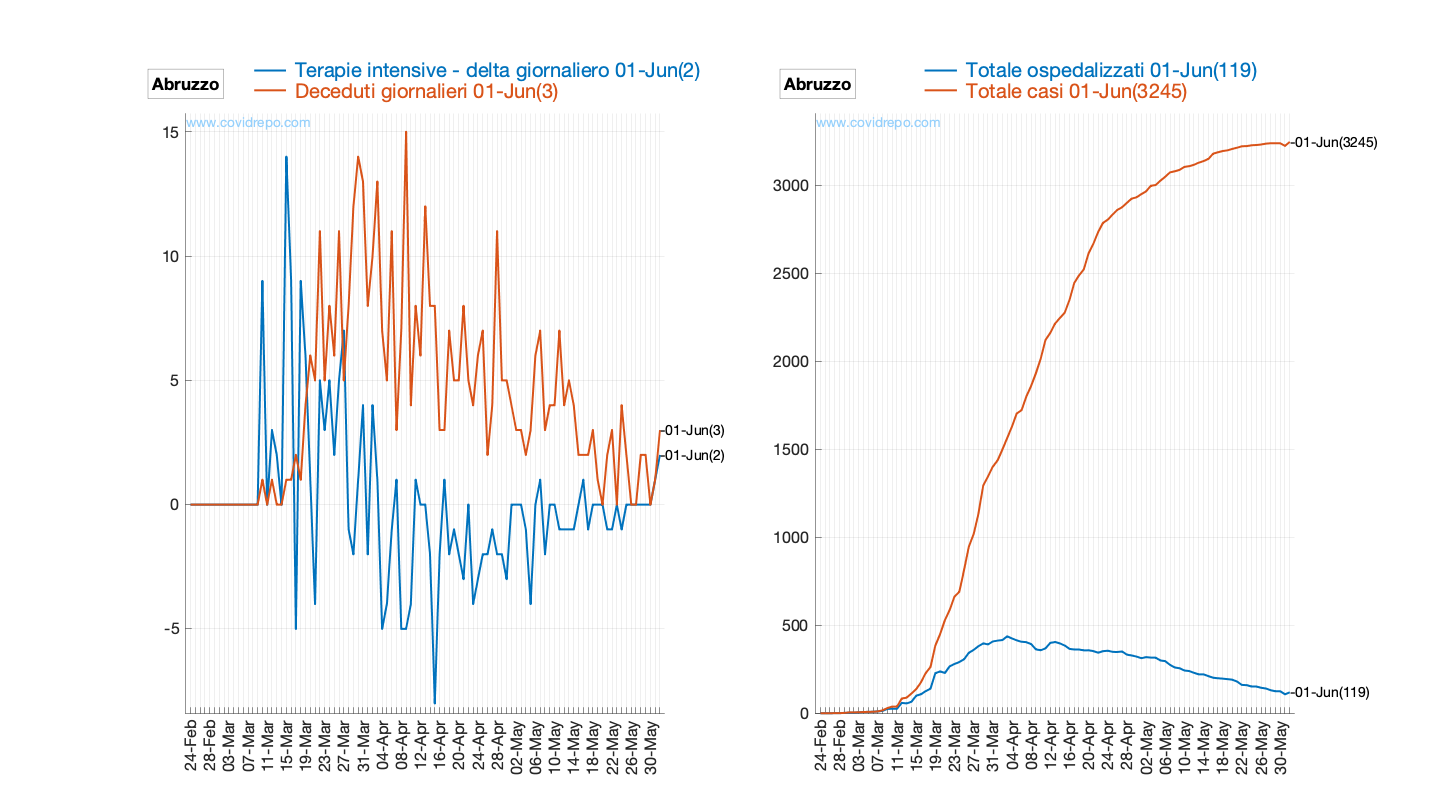 Abruzzo
Terapie intensive - delta giornaliero 01-Jun(2)
Deceduti giornalieri 01-Jun(3)
www.covidrepo.com
15
10
5
0
-5
01-Jun(3)
01-Jun(2)
24-Feb
28-Feb
03-Mar
07-Mar
11-Mar
15-Mar
19-Mar
23-Mar
27-Mar
31-Mar
04-Apr
08-Apr
12-Apr
16-Apr
20-Apr
24-Apr
28-Apr
02-May
06-May
10-May
14-May
18-May
22-May
26-May
30-May
Abruzzo
Totale ospedalizzati 01-Jun(119)
Totale casi 01-Jun(3245)
www.covidrepo.com
3000
2500
2000
1500
1000
500
0
01-Jun(3245)
01-Jun(119)
24-Feb
28-Feb
03-Mar
07-Mar
11-Mar
15-Mar
19-Mar
23-Mar
27-Mar
31-Mar
04-Apr
08-Apr
12-Apr
16-Apr
20-Apr
24-Apr
28-Apr
02-May
06-May
10-May
14-May
18-May
22-May
26-May
30-May